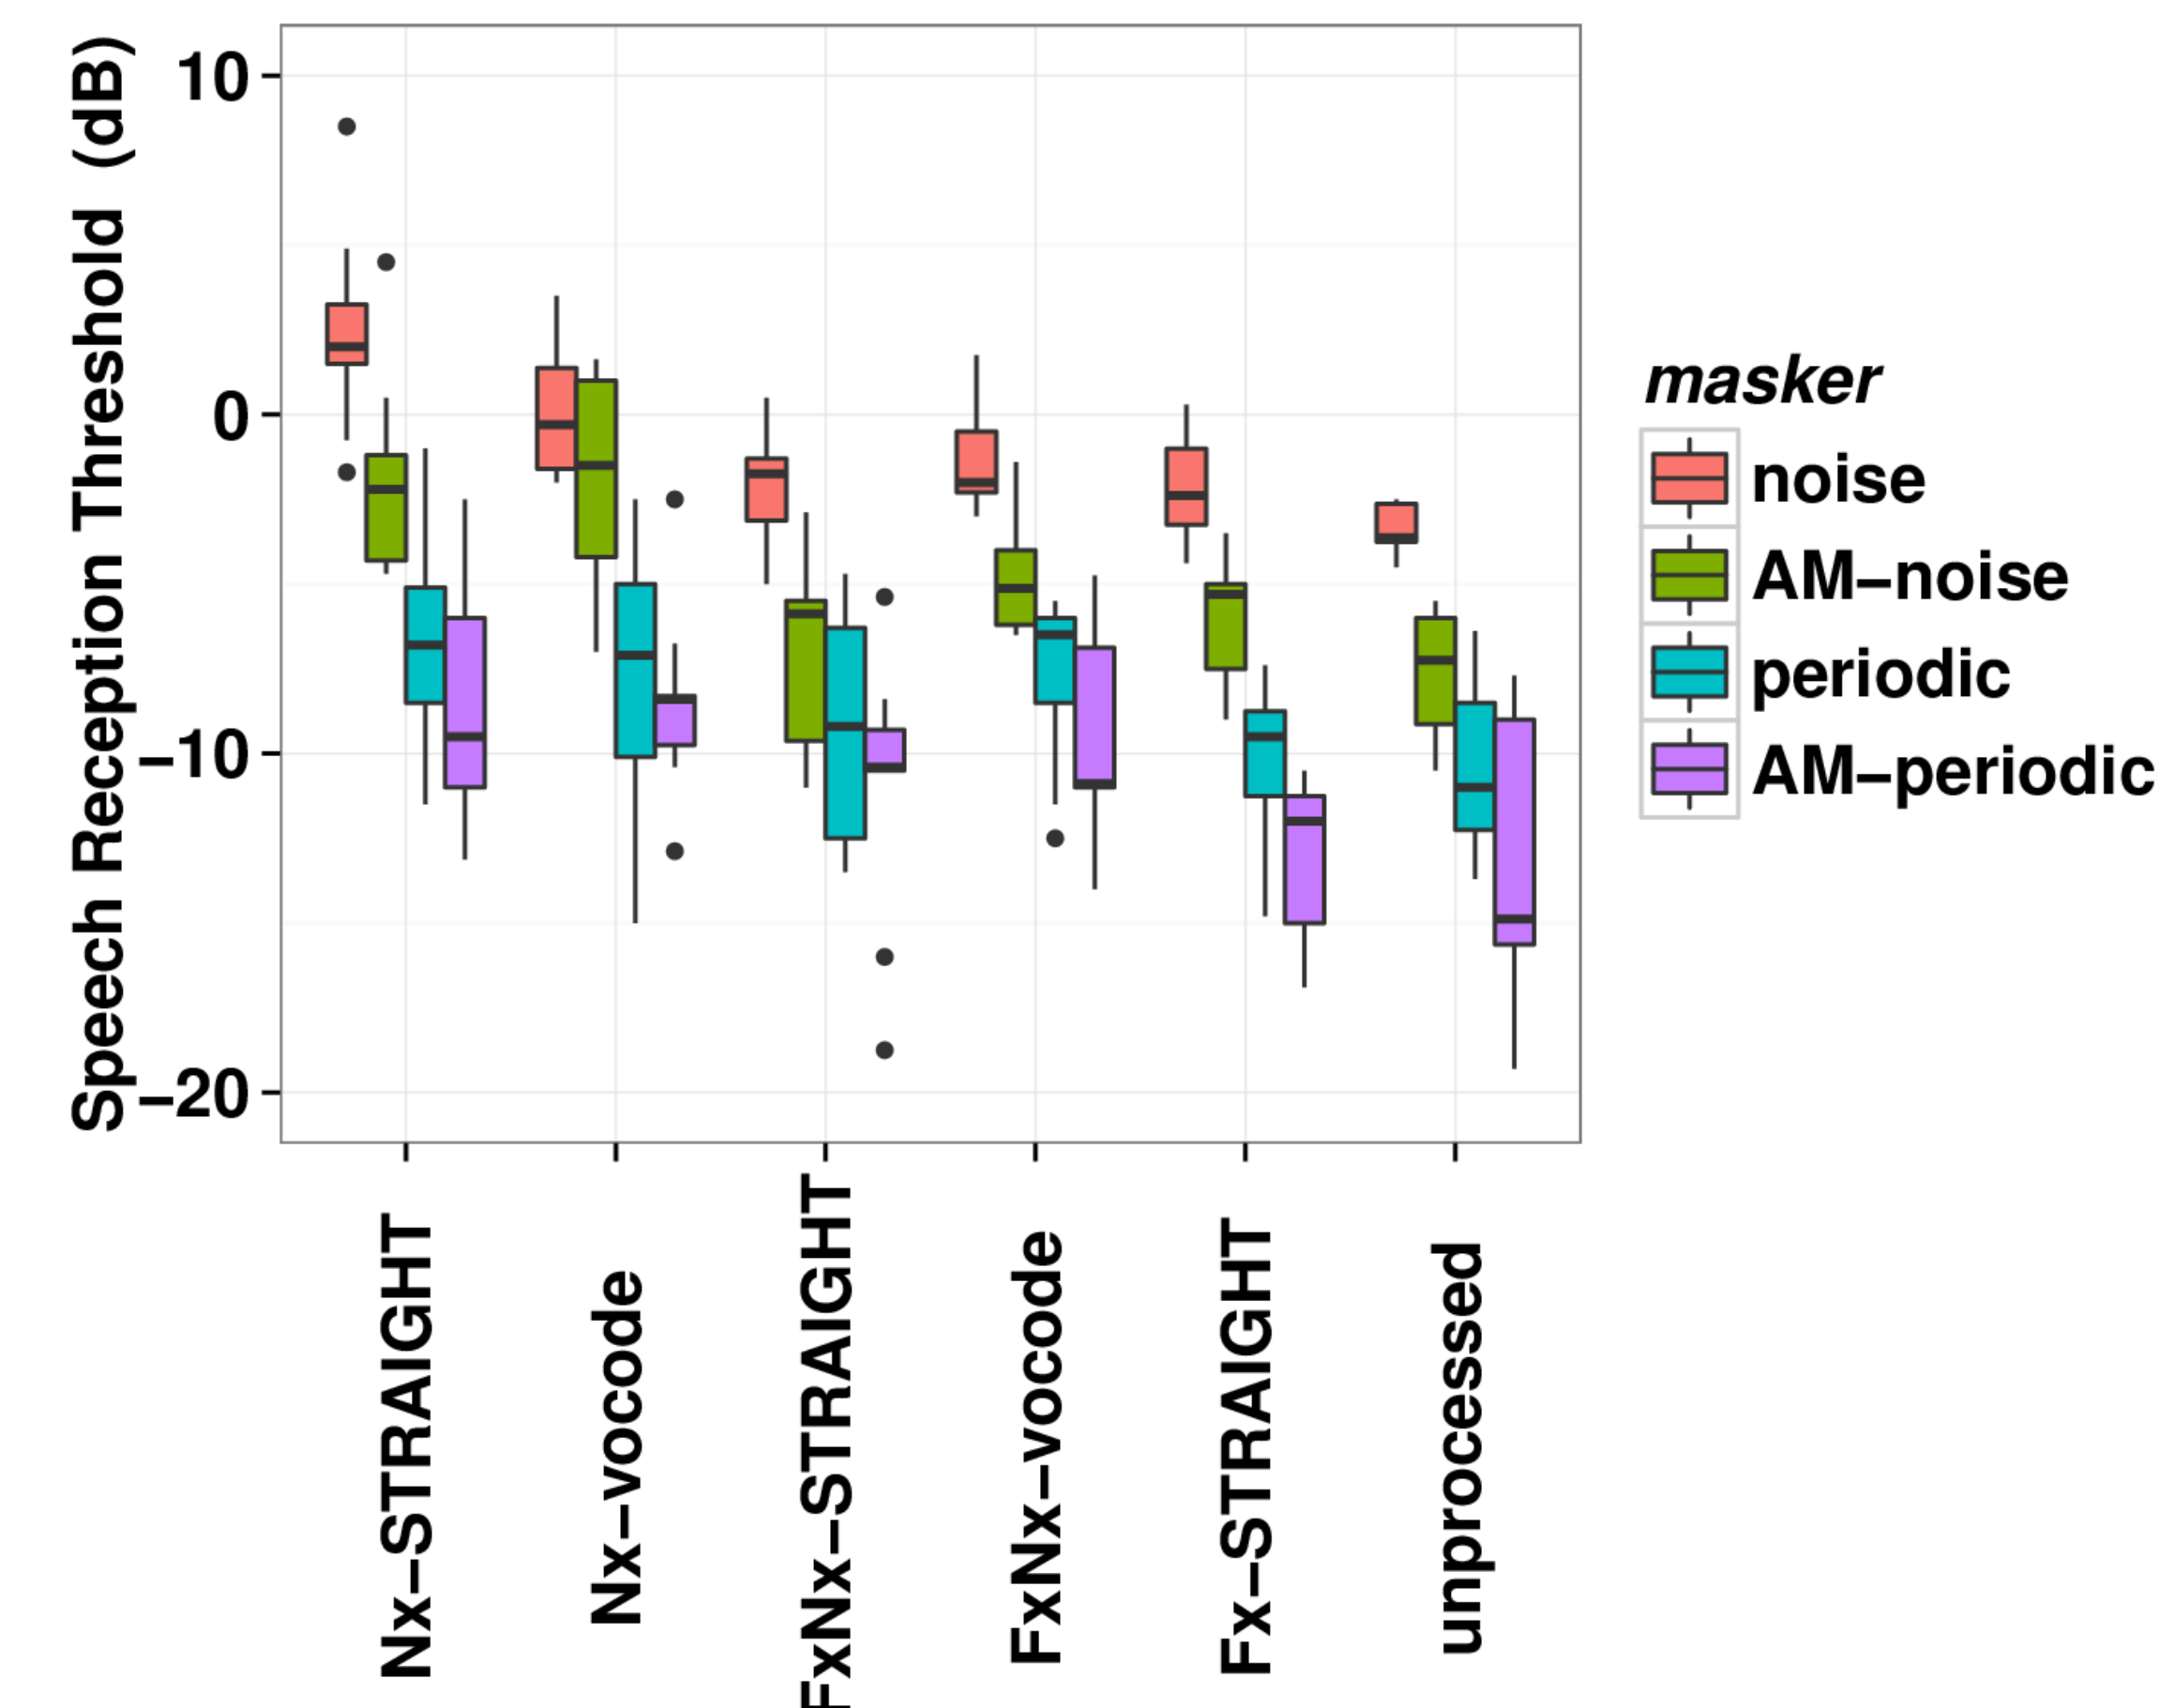 Speech Reception Threshold (dB)
10
0
−10
−20
Nx−STRAIGHT
Nx−vocode
FxNx−STRAIGHT
FxNx−vocode
Fx−STRAIGHT
unprocessed
masker
noise
AM−noise
periodic
AM−periodic